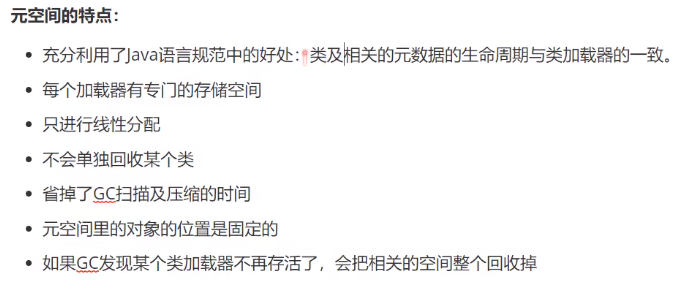 元空间的特点：
• 充分利用了Java语言规范中的好处：类及相关的元数据的生命周期与类加载器的一致。
• 每个加载器有专门的存储空间
• 只进行线性分配
• 不会单独回收某个类
• 省掉了GC扫描及压缩的时间
• 元空间里的对象的位置是固定的
• 如果GC发现某个类加载器不再存活了，会把相关的空间整个回收掉